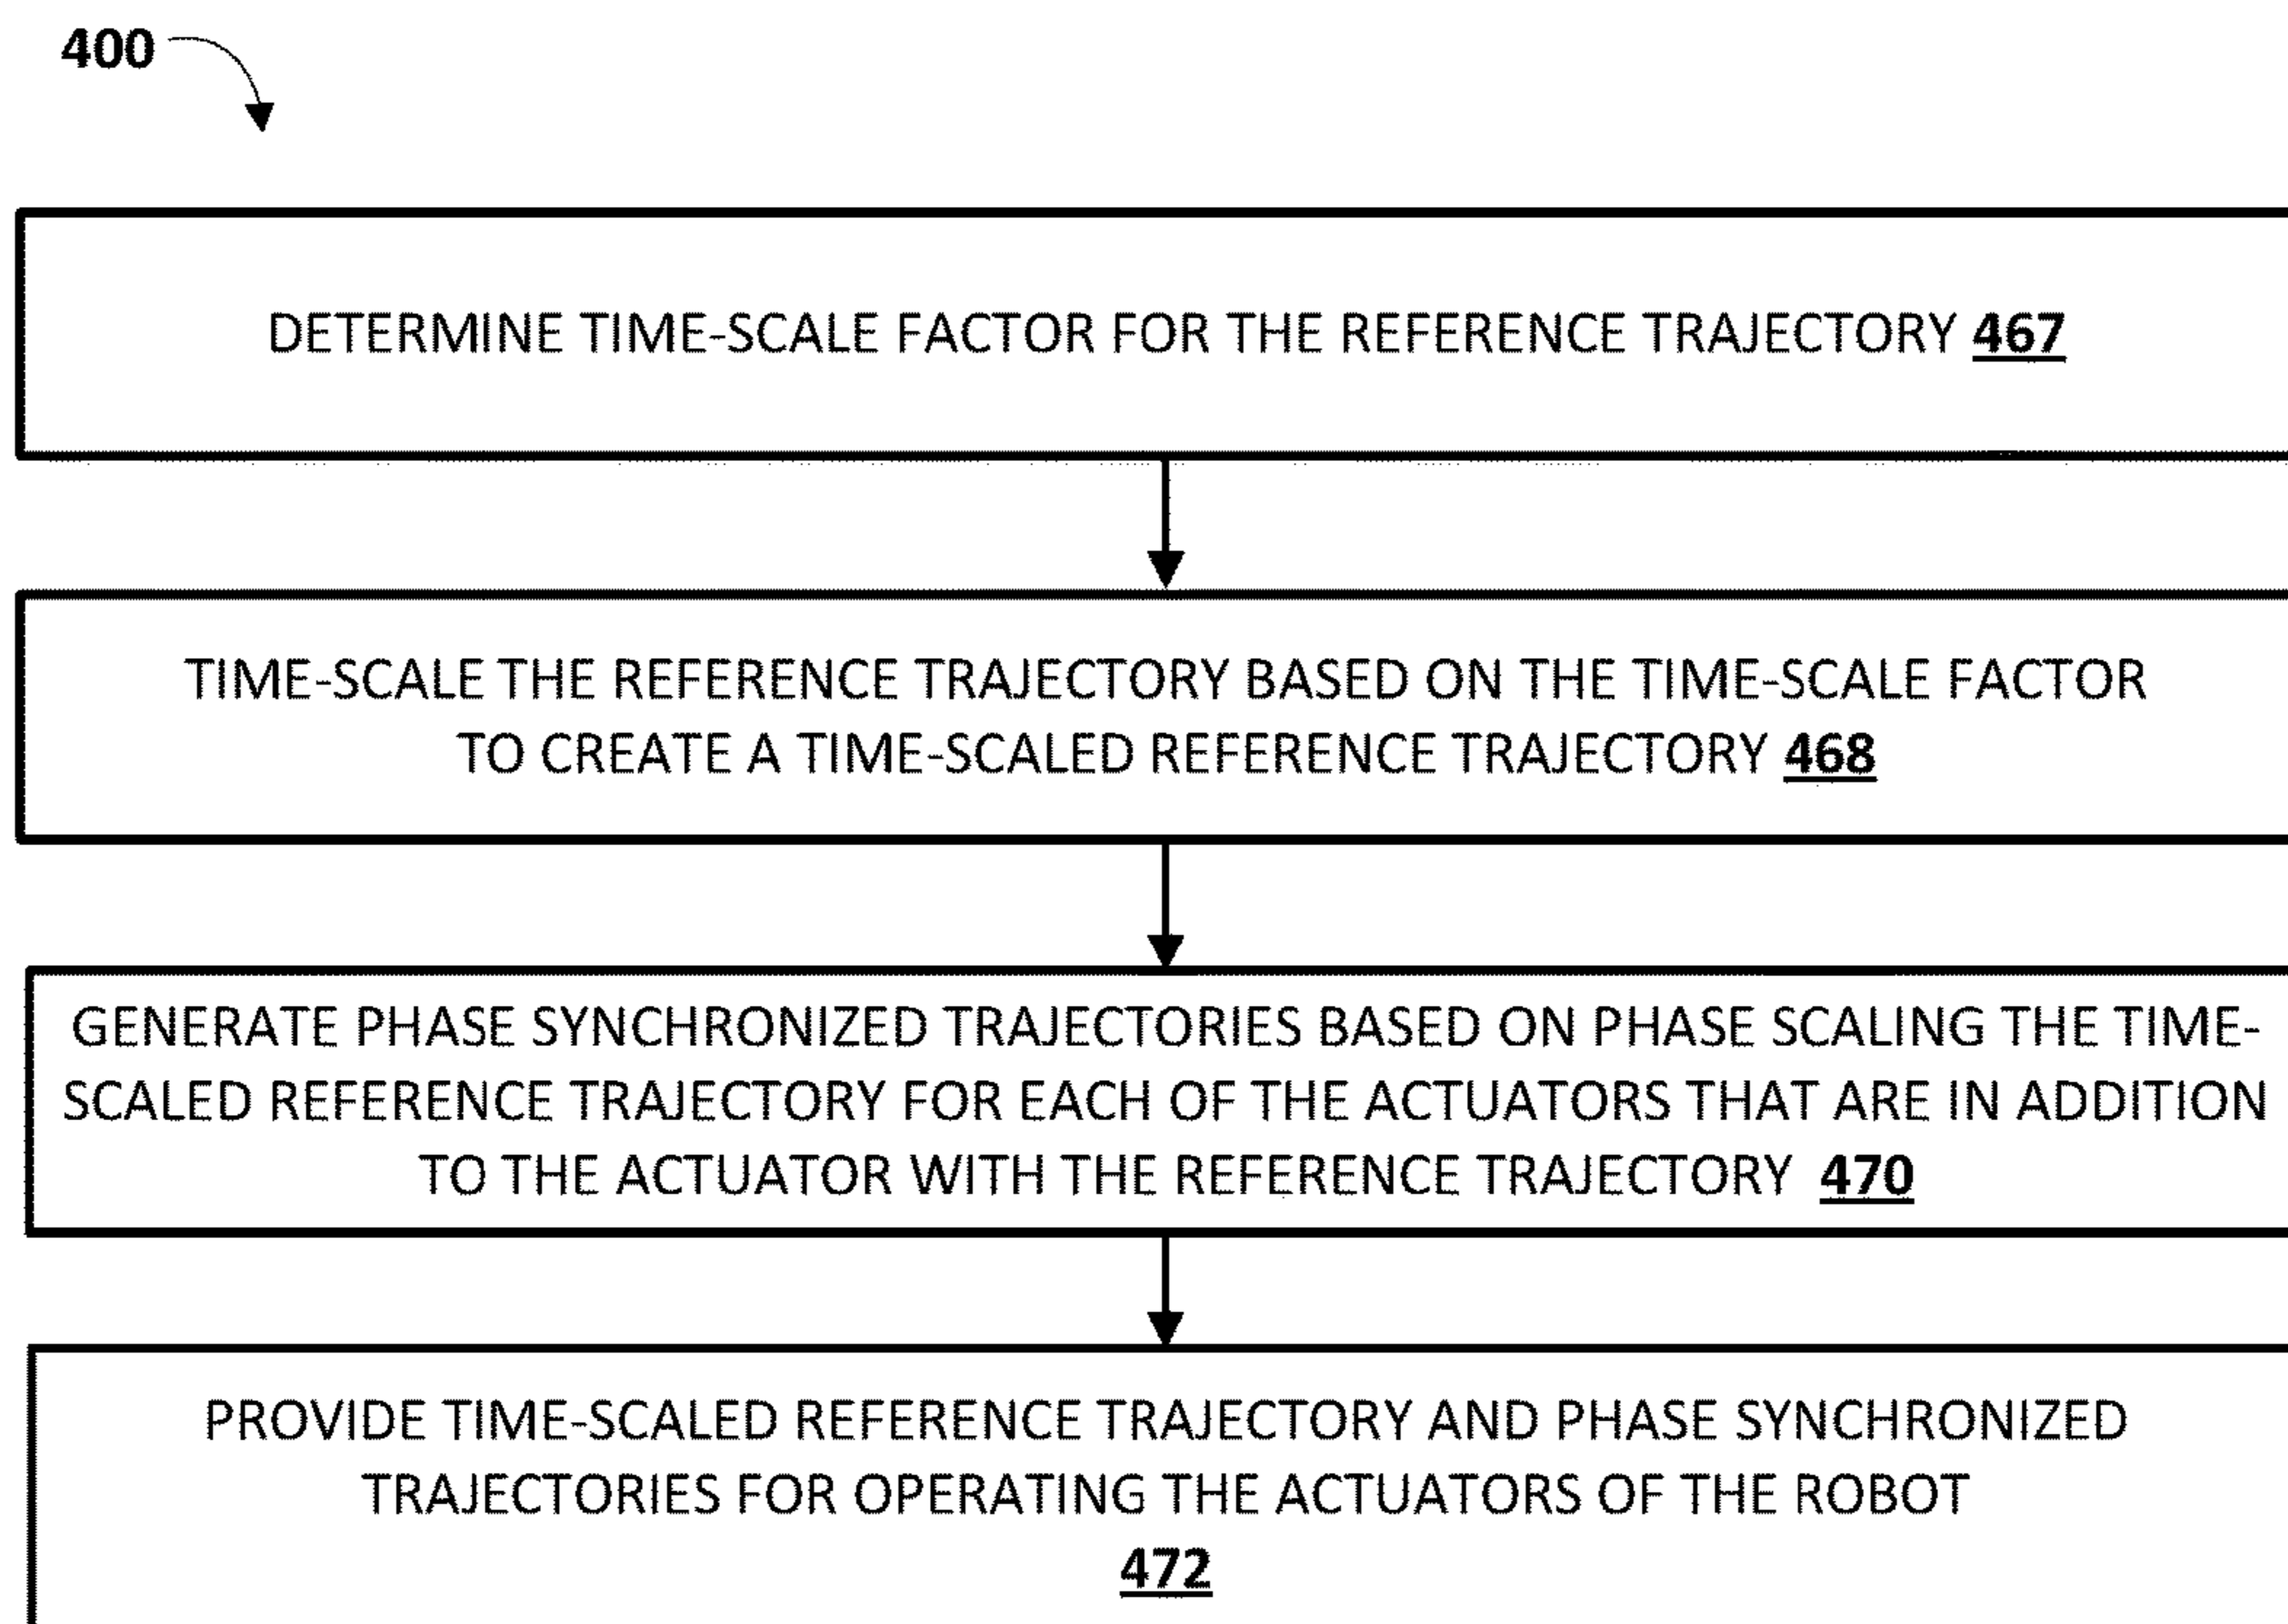 400
DETERMINE TIME-SCALE FACTOR FOR THE REFERENCE TRAJECTORY 467
TIME-SCALE THE REFERENCE TRAJECTORY BASED ON THE TIME-SCALE FACTOR
TO CREATE A TIME-SCALED REFERENCE TRAJECTORY 468
GENERATE PHASE SYNCHRONIZED TRAJECTORIES BASED ON PHASE SCALING THE TIME-
SCALED REFERENCE TRAJECTORY FOR EACH OF THE ACTUATORS THAT ARE IN ADDITION
TO THE ACTUATOR WITH THE REFERENCE TRAJECTORY 470
PROVIDE TIME-SCALED REFERENCE TRAJECTORY AND PHASE SYNCHRONIZED
TRAJECTORIES FOR OPERATING THE ACTUATORS OF THE ROBOT
472